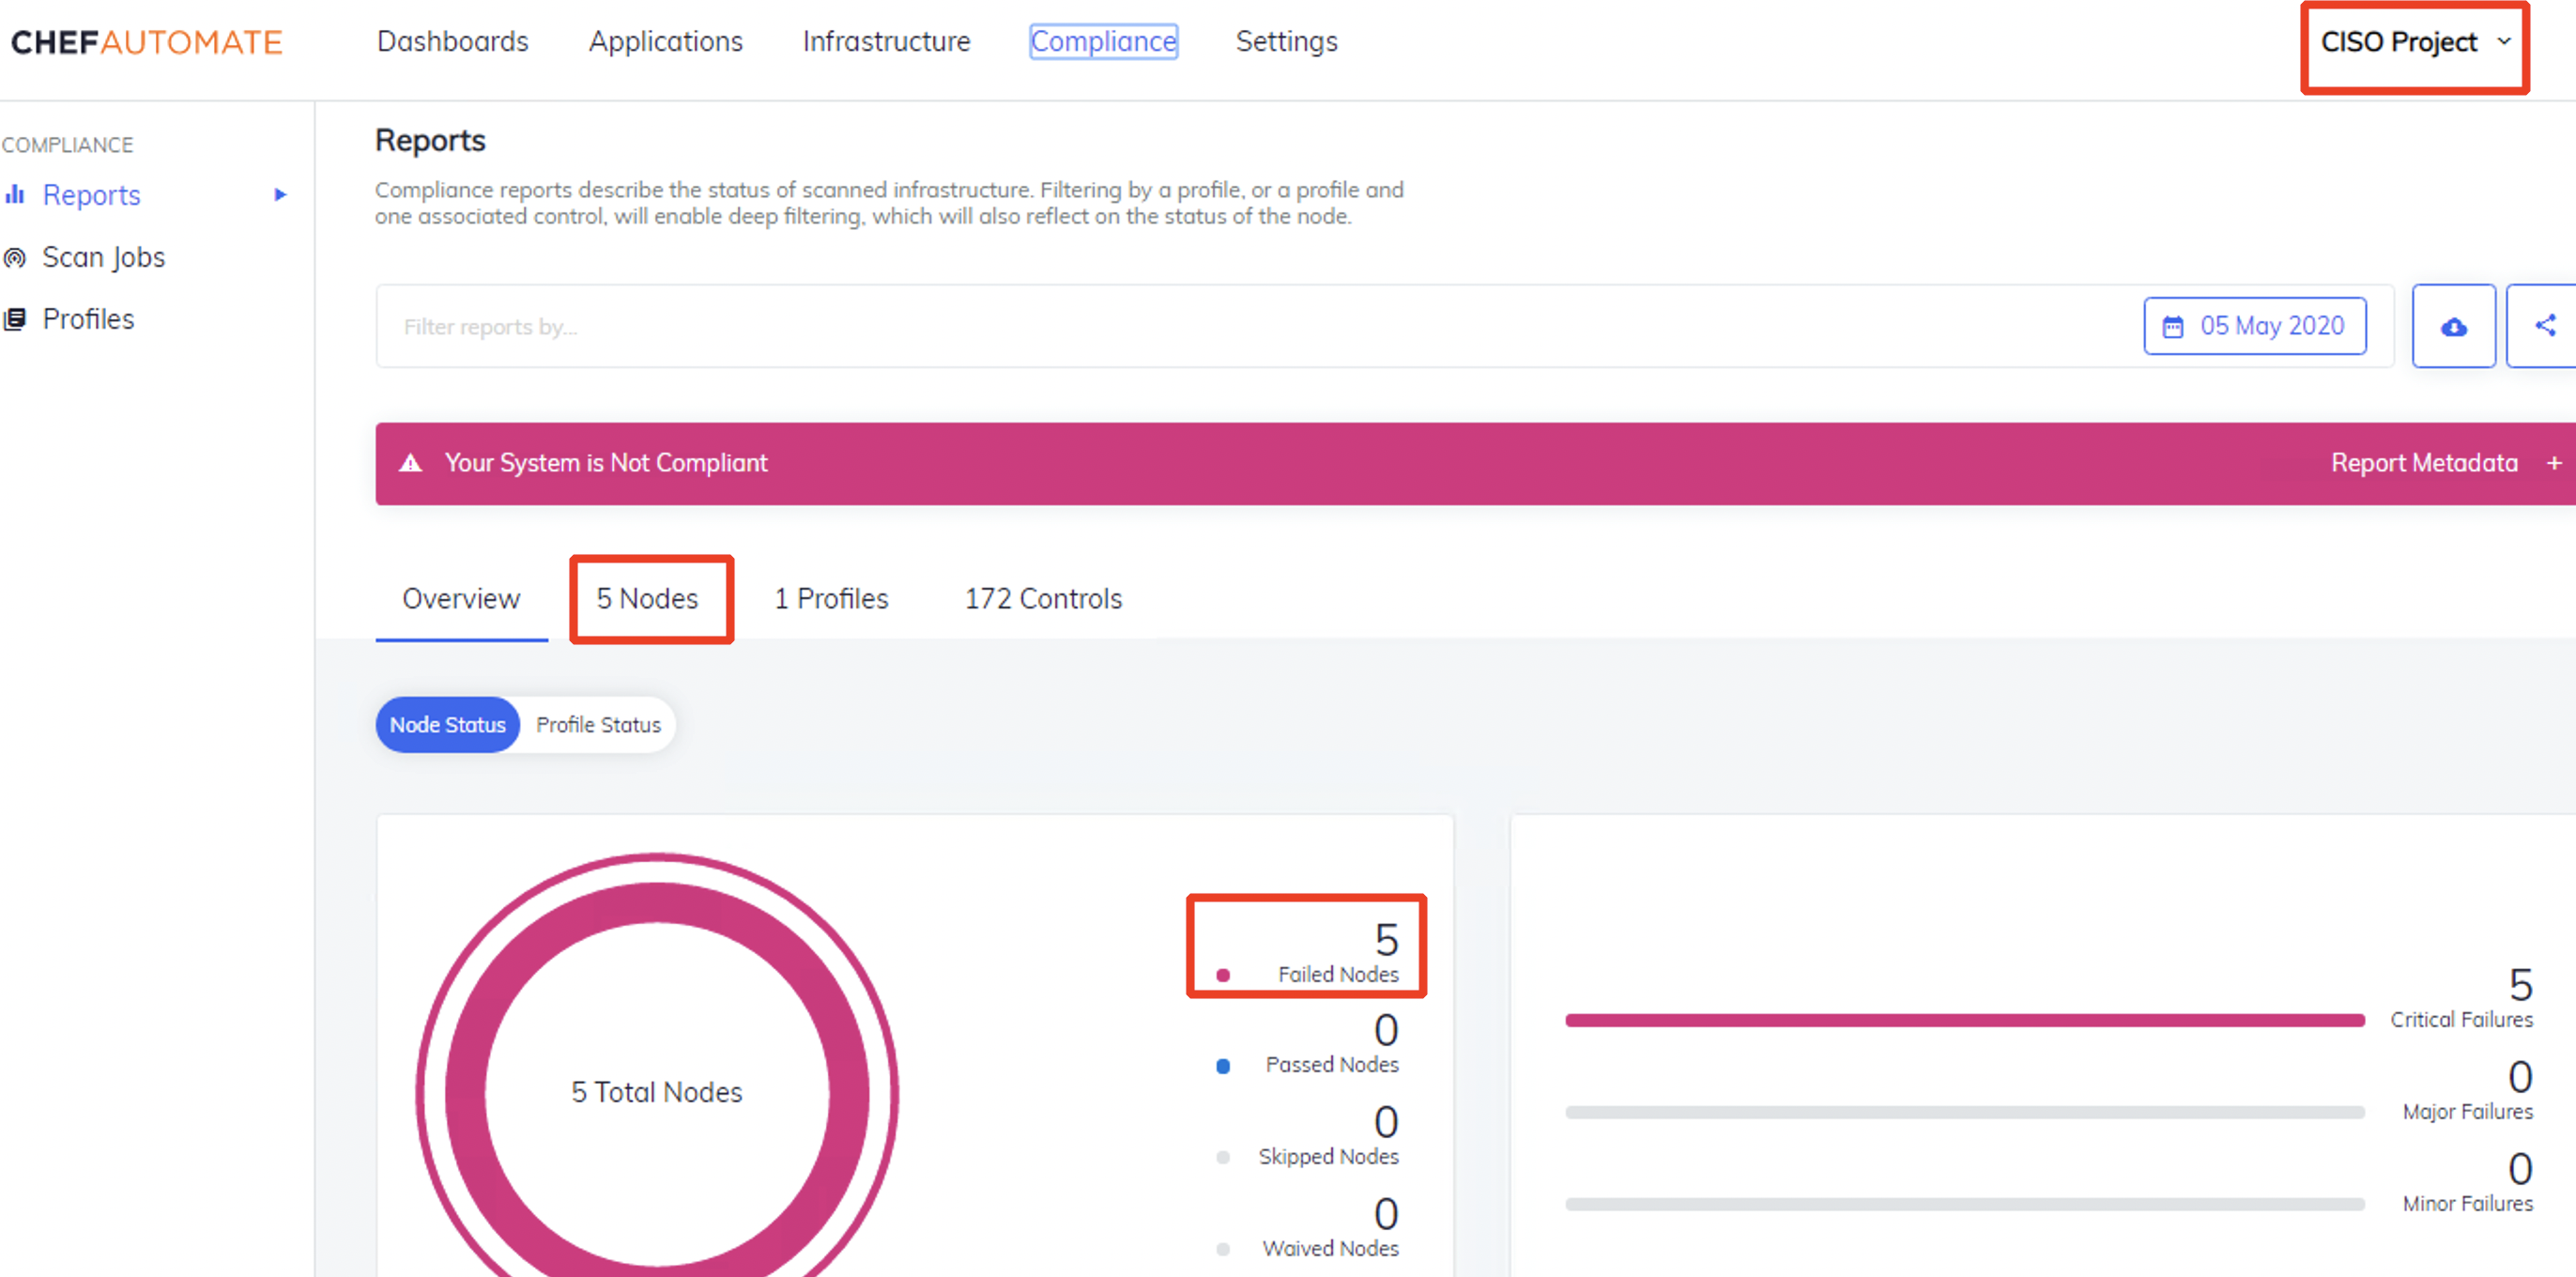 CHEFAUTOMATE
Dashboards
Applications
Infrastructure
Compliance
Settings
CISO Project
COMPLIANCE
Reports
Scan Jobs
Profiles
Reports
Compliance reports describe the status of scanned infrastructure. Filtering by a profile, or a profile and
one associated control, will enable deep filtering, which will also reflect on the status of the node.
Filter reports by...
05 May 2020
Your System is Not Compliant
Report Metadata +
Overview
5 Nodes
1 Profiles
172 Controls
Node Status
Profile Status
5 Total Nodes
5
Failed Nodes
0
Passed Nodes
0
Skipped Nodes
0
Waived Nodes
5
Critical Failures
0
Major Failures
0
Minor Failures